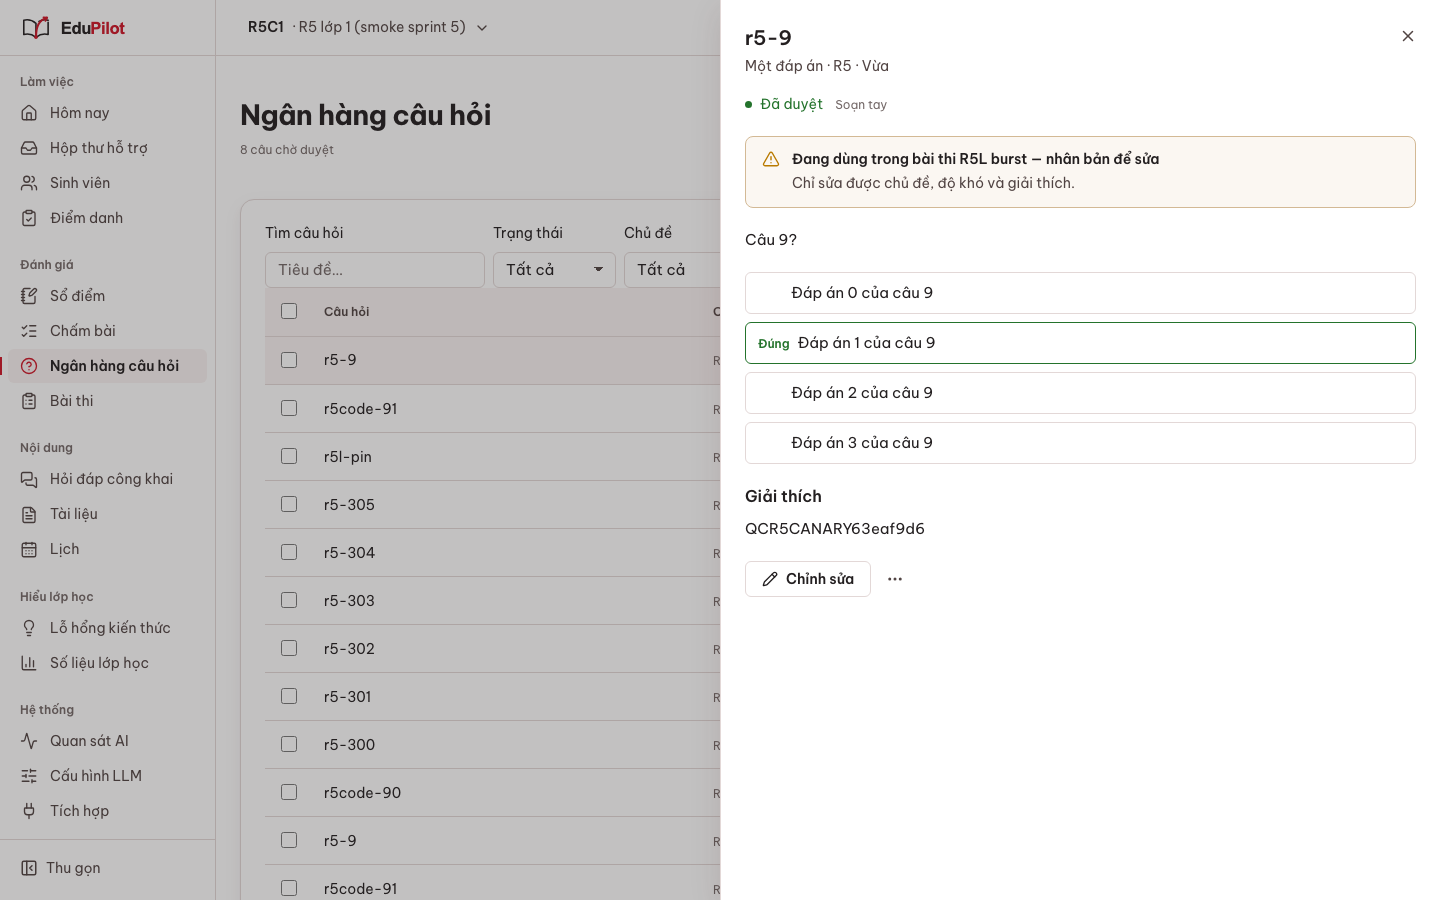 EduPilot
Làm việc
Hôm nay
Hộp thư hỗ trợ
Sinh viên
Điểm danh
Đánh giá
Sổ điểm
Chấm bài
Ngân hàng câu hỏi
Bài thi
Nội dung
Hỏi đáp công khai
Tài liệu
Lịch
Hiểu lớp học
Lỗ hổng kiến thức
Số liệu lớp học
Hệ thống
Quan sát AI
Cấu hình LLM
Tích hợp
Thu gọn
R5C1 · R5 lớp 1 (smoke sprint 5)
Ngân hàng câu hỏi
8 câu chờ duyệt
Tìm câu hỏi Trạng thái Chủ đề
Tiêu đề... Tất cả Tất cả
Câu hỏi
r5-9
r5code-91
r5l-pin
r5-305
r5-304
r5-303
r5-302
r5-301
r5-300
r5code-90
r5-9
r5code-91
r5-9
Một đáp án · R5 · Vừa
Đã duyệt Soạn tay
Đang dùng trong bài thi R5L burst — nhân bản để sửa
Chỉ sửa được chủ đề, độ khó và giải thích.
Câu 9?
Đáp án 0 của câu 9
Đúng Đáp án 1 của câu 9
Đáp án 2 của câu 9
Đáp án 3 của câu 9
Giải thích
QCR5CANARY63eaf9d6
Chỉnh sửa